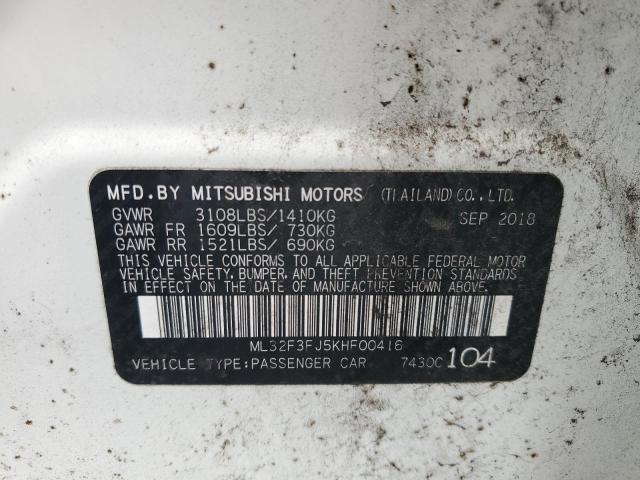 MFD.BY MITSUBISHI MOTORS (THAILAND) CO., LTD.
GVWR 3108LBS/1410KG SEP 2018
GAWR FR 1609LBS/ 730KG
GAWR RR 1521LBS/ 690KG
THIS VEHICLE CONFORMS TO ALL APPLICABLE FEDERAL MOTOR
VEHICLE SAFETY, BUMPER, AND THEFT PREVENTION STANDARDS
IN EFFECT ON THE DATE OF MANUFACTURE SHOWN ABOVE.
ML32F3FJ5KHF00416
VEHICLE TYPE:PASSENGER CAR 7430C 104